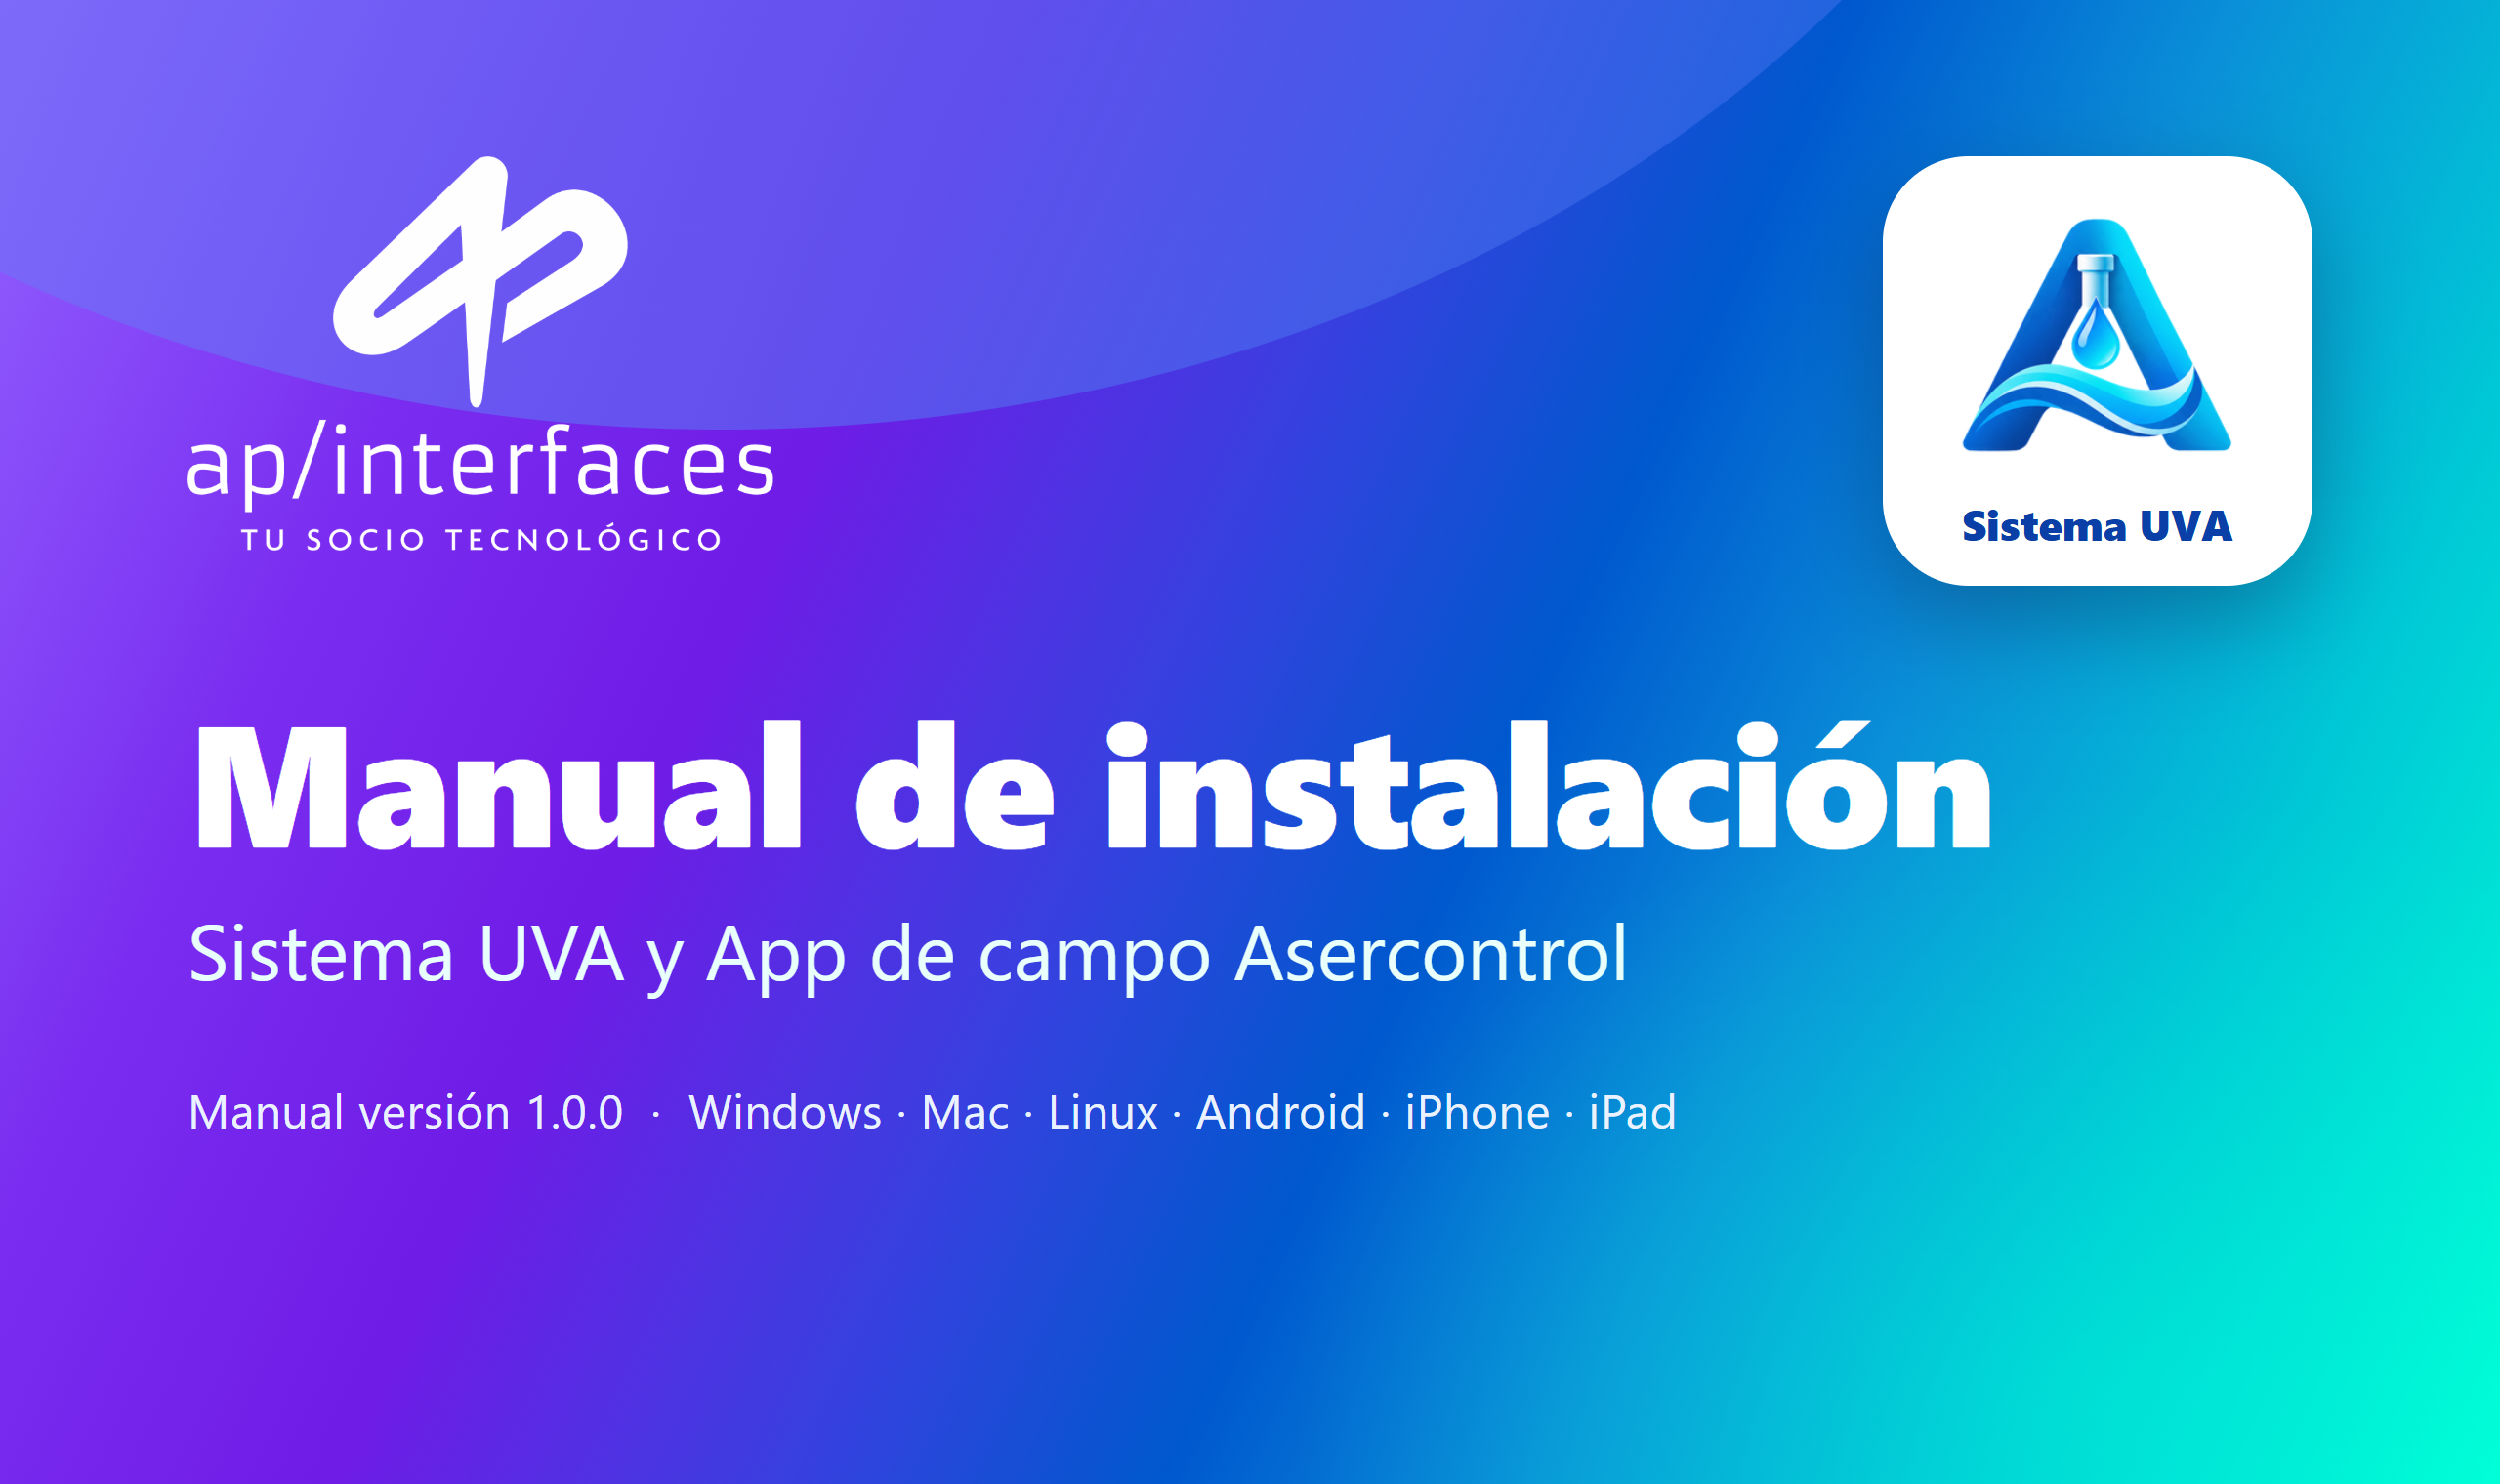 ap/interfaces
TU SOCIO TECNOLÓGICO
Sistema UVA
Manual de instalación
Sistema UVA y App de campo Asercontrol
Manual versión 1.0.0 · Windows · Mac · Linux · Android · iPhone · iPad